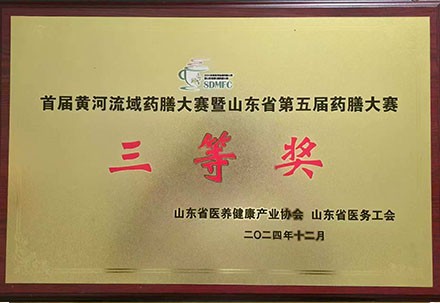 SDMFC
首届黄河流域药膳大赛暨山东省第五届药膳大赛
三等奖
山东省医养健康产业协会 山东省医务工会
二〇二四年十二月